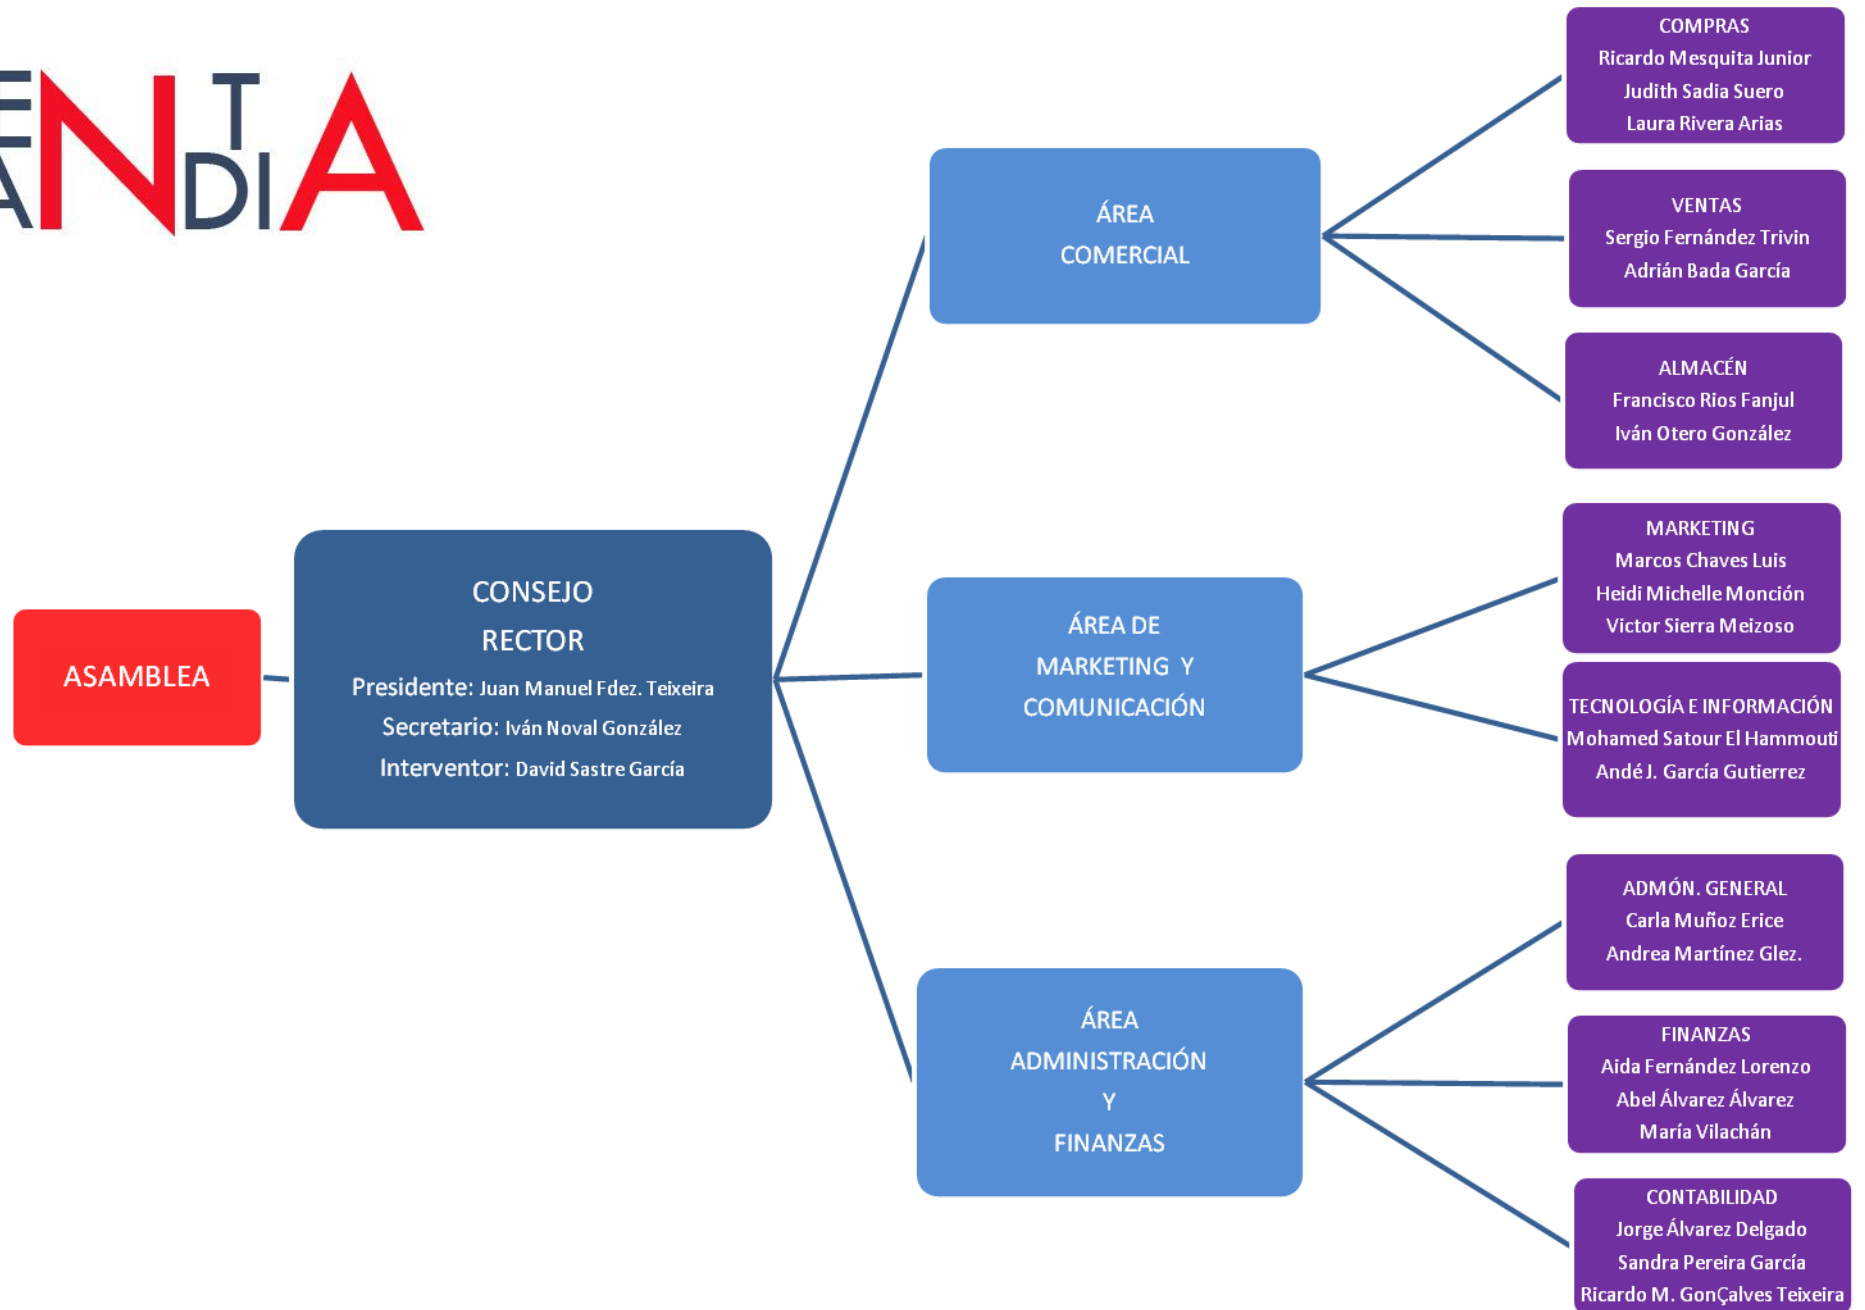 ENTA
ANDIA
ASAMBLEA
CONSEJO
RECTOR
Presidente: Juan Manuel Fdez. Teixeira
Secretario: Iván Noval González
Interventor: David Sastre García
ÁREA
COMERCIAL
COMPRAS
Ricardo Mesquita Junior
Judith Sadia Suero
Laura Rivera Arias
VENTAS
Sergio Fernández Trivin
Adrián Bada García
ALMACÉN
Francisco Rios Fanjul
Iván Otero González
ÁREA DE
MARKETING Y
COMUNICACIÓN
MARKETING
Marcos Chaves Luis
Heidi Michelle Monción
Victor Sierra Meizoso
TECNOLOGÍA E INFORMACIÓN
Mohamed Satour El Hammouti
Andé J. García Gutierrez
ÁREA
ADMINISTRACIÓN
Y
FINANZAS
ADMÓN. GENERAL
Carla Muñoz Erice
Andrea Martínez Glez.
FINANZAS
Aida Fernández Lorenzo
Abel Álvarez Álvarez
María Vilachán
CONTABILIDAD
Jorge Álvarez Delgado
Sandra Pereira García
Ricardo M. GonÇalves Teixeira